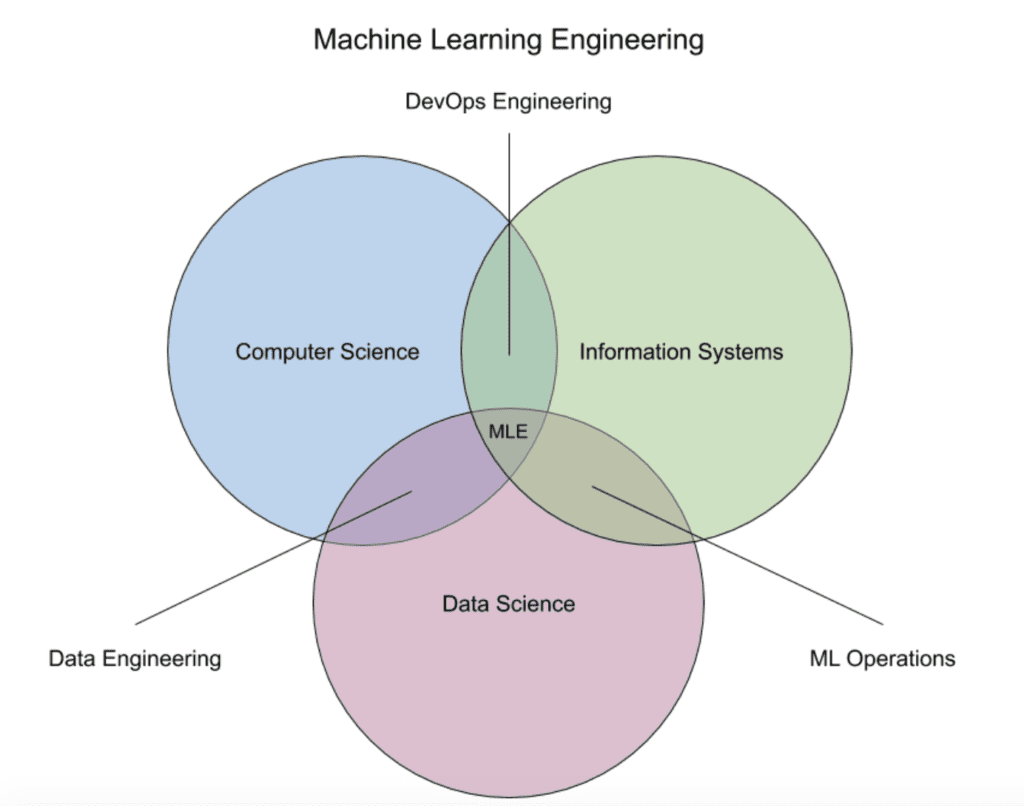 Machine Learning Engineering
DevOps Engineering
Computer Science
Information Systems
MLE
Data Science
Data Engineering
ML Operations